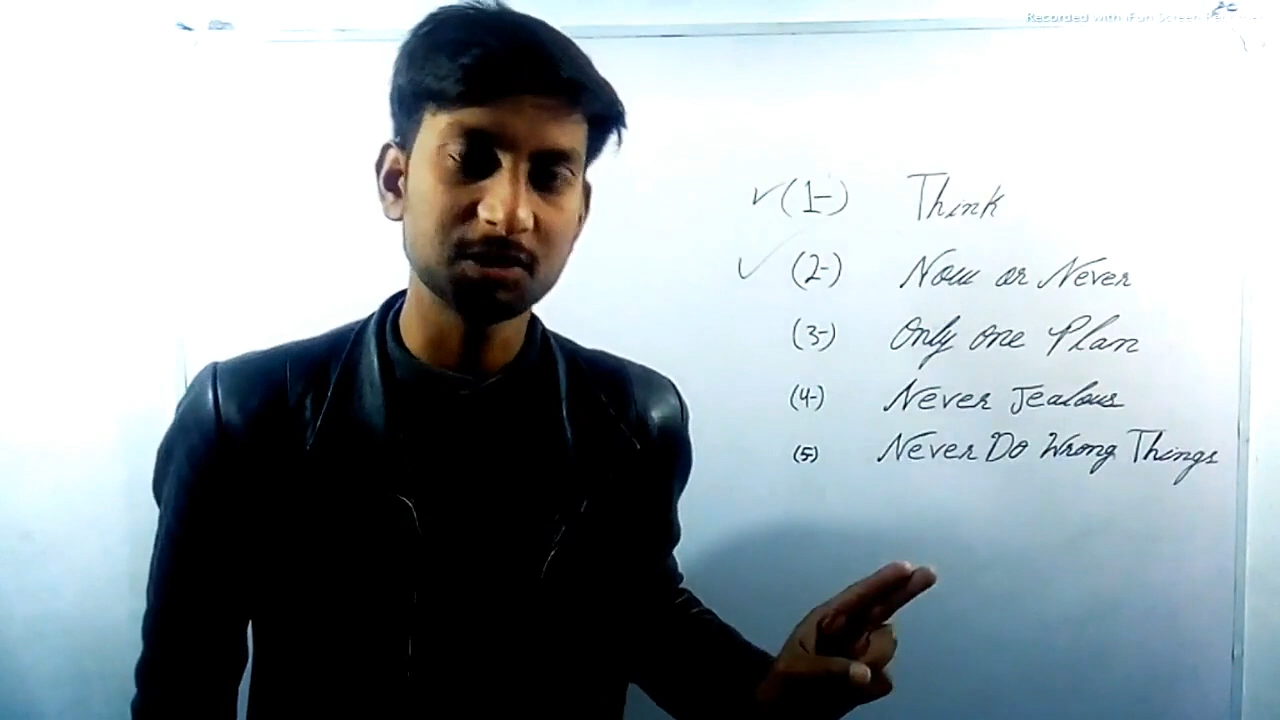 Recorded with iFun Screen Recorder
✓ (1-) Think
✓ (2-) Now or Never
(3-) Only one Plan
(4-) Never Jealous
(5-) Never Do Wrong Things